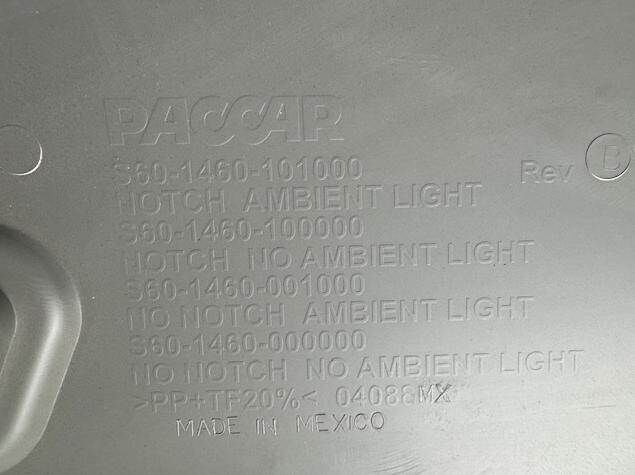 PACCAR
S60-1460-101000 Rev B
NOTCH AMBIENT LIGHT
S60-1460-100000
NOTCH NO AMBIENT LIGHT
S60-1460-001000
NO NOTCH AMBIENT LIGHT
S60-1460-000000
NO NOTCH NO AMBIENT LIGHT
>PP+TF20%< 04088MX
MADE IN MEXICO